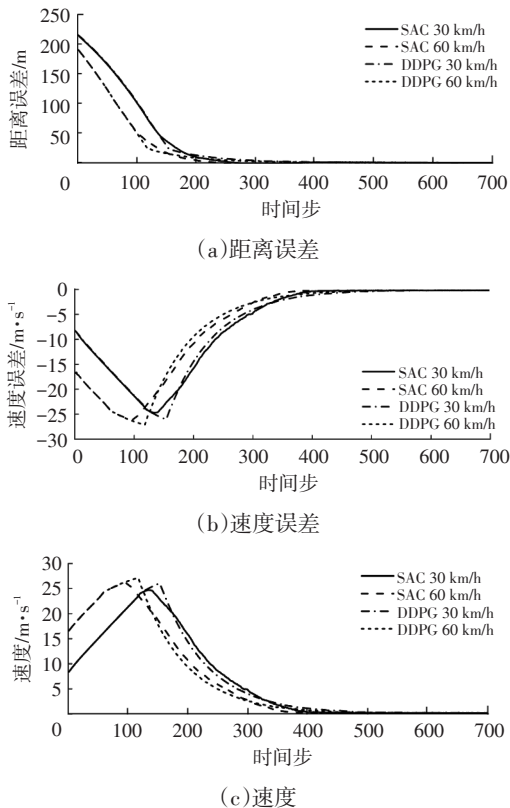 250
200
150
100
50
0
100
200
300
400
500
600
700
距离误差/m
时间步
SAC 30 km/h
SAC 60 km/h
DDPG 30 km/h
DDPG 60 km/h
(a)距离误差
0
-5
-10
-15
-20
-25
-30
0
100
200
300
400
500
600
700
速度误差/m•s⁻¹
时间步
SAC 30 km/h
SAC 60 km/h
DDPG 30 km/h
DDPG 60 km/h
(b)速度误差
30
25
20
15
10
5
0
100
200
300
400
500
600
700
速度/m•s⁻¹
时间步
SAC 30 km/h
SAC 60 km/h
DDPG 30 km/h
DDPG 60 km/h
(c)速度